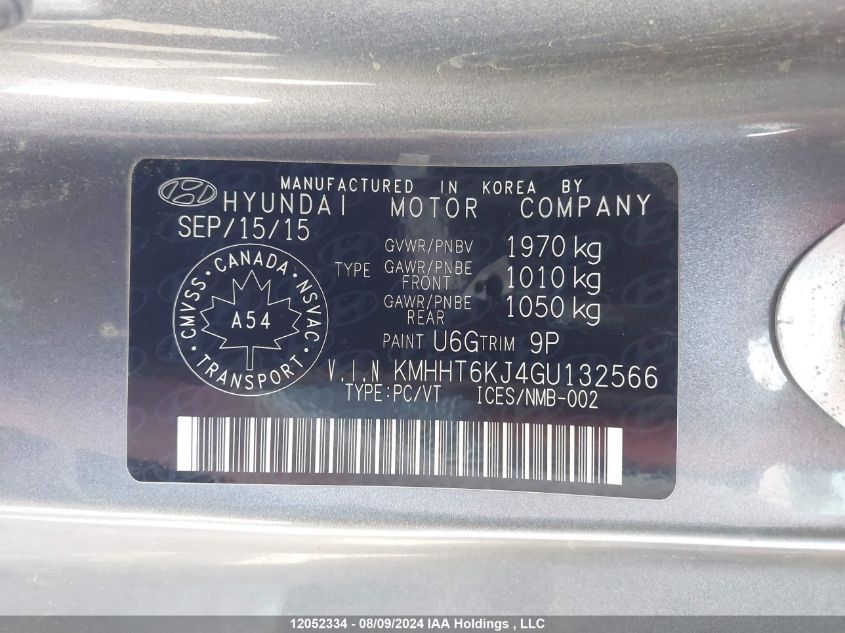 MANUFACTURED IN KOREA BY
HYUNDAI MOTOR COMPANY
SEP/15/15
GVWR/PNBV 1970 kg
TYPE GAWR/PNBE FRONT 1010 kg
GAWR/PNBE REAR 1050 kg
CMVSS · CANADA · NSVAC
A54
TRANSPORT
PAINT U6G TRIM 9P
V.I.N KMHHT6KJ4GU132566
TYPE:PC/VT ICES/NMB-002
12052334 - 08/09/2024 IAA Holdings , LLC